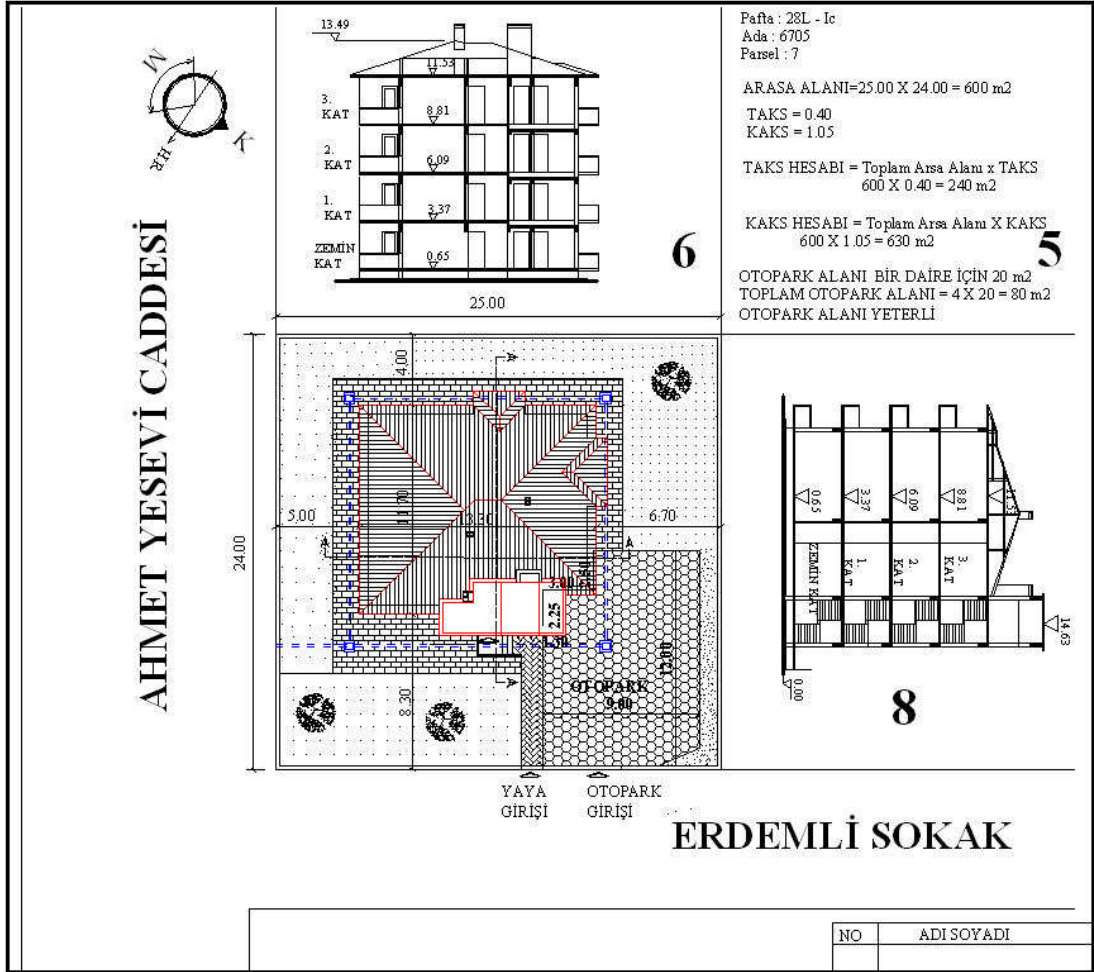 13.49
11.53
3.
KAT
8.81
2.
KAT
6.09
1.
KAT
3.37
ZEMİN
KAT
0.65
6
Pafta : 28L - Ic
Ada : 6705
Parsel : 7
ARASA ALANI=25.00 X 24.00 = 600 m2
TAKS = 0.40
KAKS = 1.05
TAKS HESABI = Toplam Arsa Alanı x TAKS
600 X 0.40 = 240 m2
KAKS HESABI = Toplam Arsa Alanı X KAKS
600 X 1.05 = 630 m2
5
OTOPARK ALANI BİR DAİRE İÇİN 20 m2
TOPLAM OTOPARK ALANI = 4 X 20 = 80 m2
OTOPARK ALANI YETERLİ
M
K
HR
AHMET YESEVİ CADDESİ
25.00
24.00
4.00
A
5.00
11.70
13.30
6.70
A
A
3.00
2.25
12.00
A
8.30
OTOPARK
9.00
YAYA
GİRİŞİ
OTOPARK
GİRİŞİ
0.65
3.37
6.09
8.81
11.53
ZEMİN KAT
1.
KAT
2.
KAT
3.
KAT
14.63
0.00
8
ERDEMLİ SOKAK
NO
ADI SOYADI